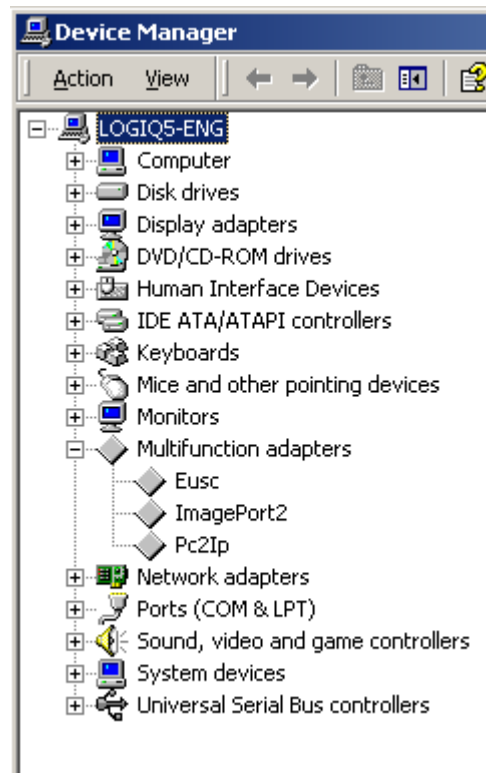 Device Manager
Action View
LOGIQ5-ENG
Computer
Disk drives
Display adapters
DVD/CD-ROM drives
Human Interface Devices
IDE ATA/ATAPI controllers
Keyboards
Mice and other pointing devices
Monitors
Multifunction adapters
Eusc
ImagePort2
Pc2Ip
Network adapters
Ports (COM & LPT)
Sound, video and game controllers
System devices
Universal Serial Bus controllers